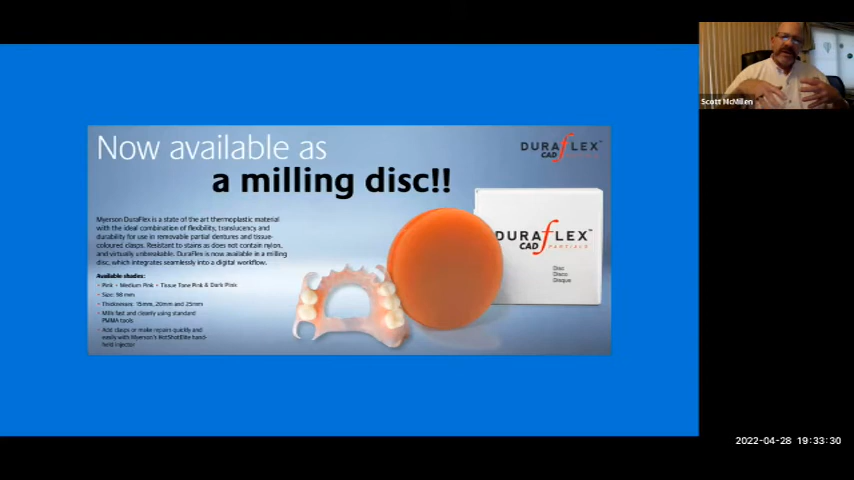 Now available as
a milling disc!!
DURAFLEX™
CAD
Myerson DuraFlex is a state of the art thermoplastic material
with the ideal combination of flexibility, translucency and
durability for use in removable partial dentures and tissue-
coloured clasps. Resistant to stains as does not contain nylon,
and virtually unbreakable. DuraFlex is now available in a milling
disc, which integrates seamlessly into a digital workflow.
Available shades:
• Pink • Medium Pink • Tissue Tone Pink & Dark Pink
• Size: 98 mm
• Thicknesses: 15mm, 20mm and 25mm
• Mills fast and cleanly using standard
PMMA tools
• Add clasps or make repairs quickly and
easily with Myerson's HotShotElite hand-
held injector
DURAFLEX™
CAD PARTIALS
Disc
Disco
Disque
Scott McMillen
2022-04-28 19:33:30